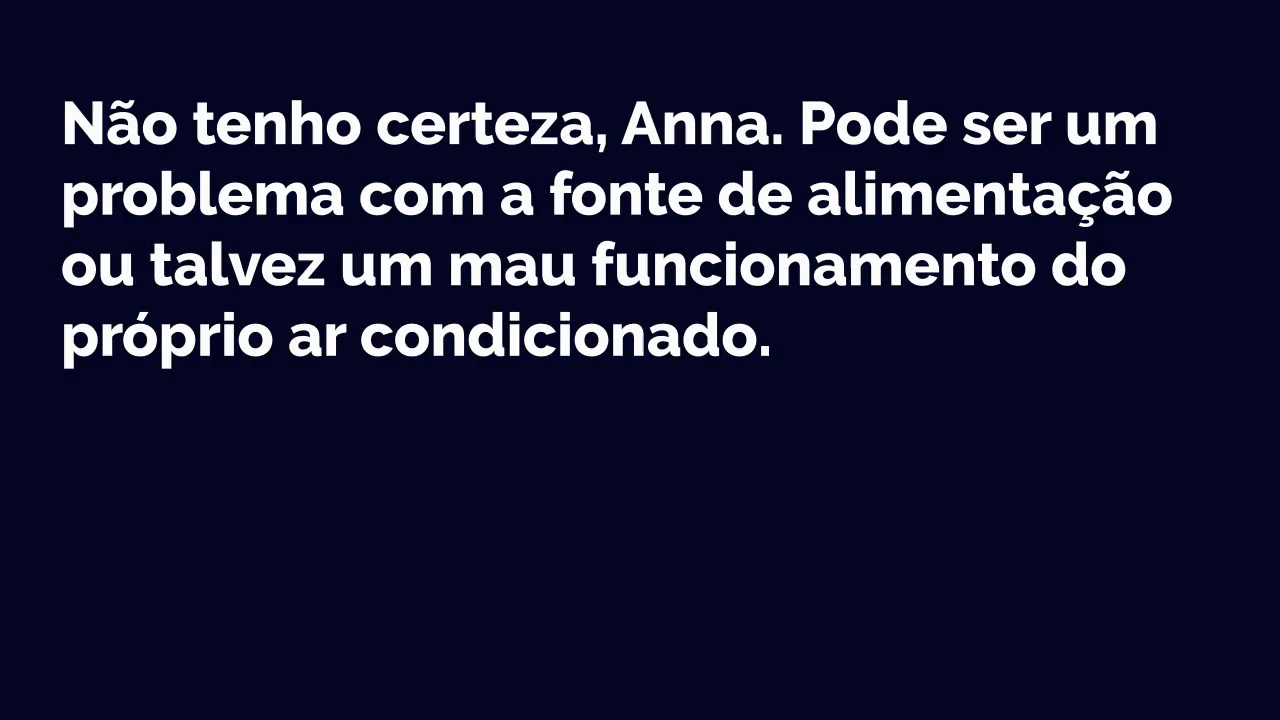 Não tenho certeza, Anna. Pode ser um
problema com a fonte de alimentação
ou talvez um mau funcionamento do
próprio ar condicionado.